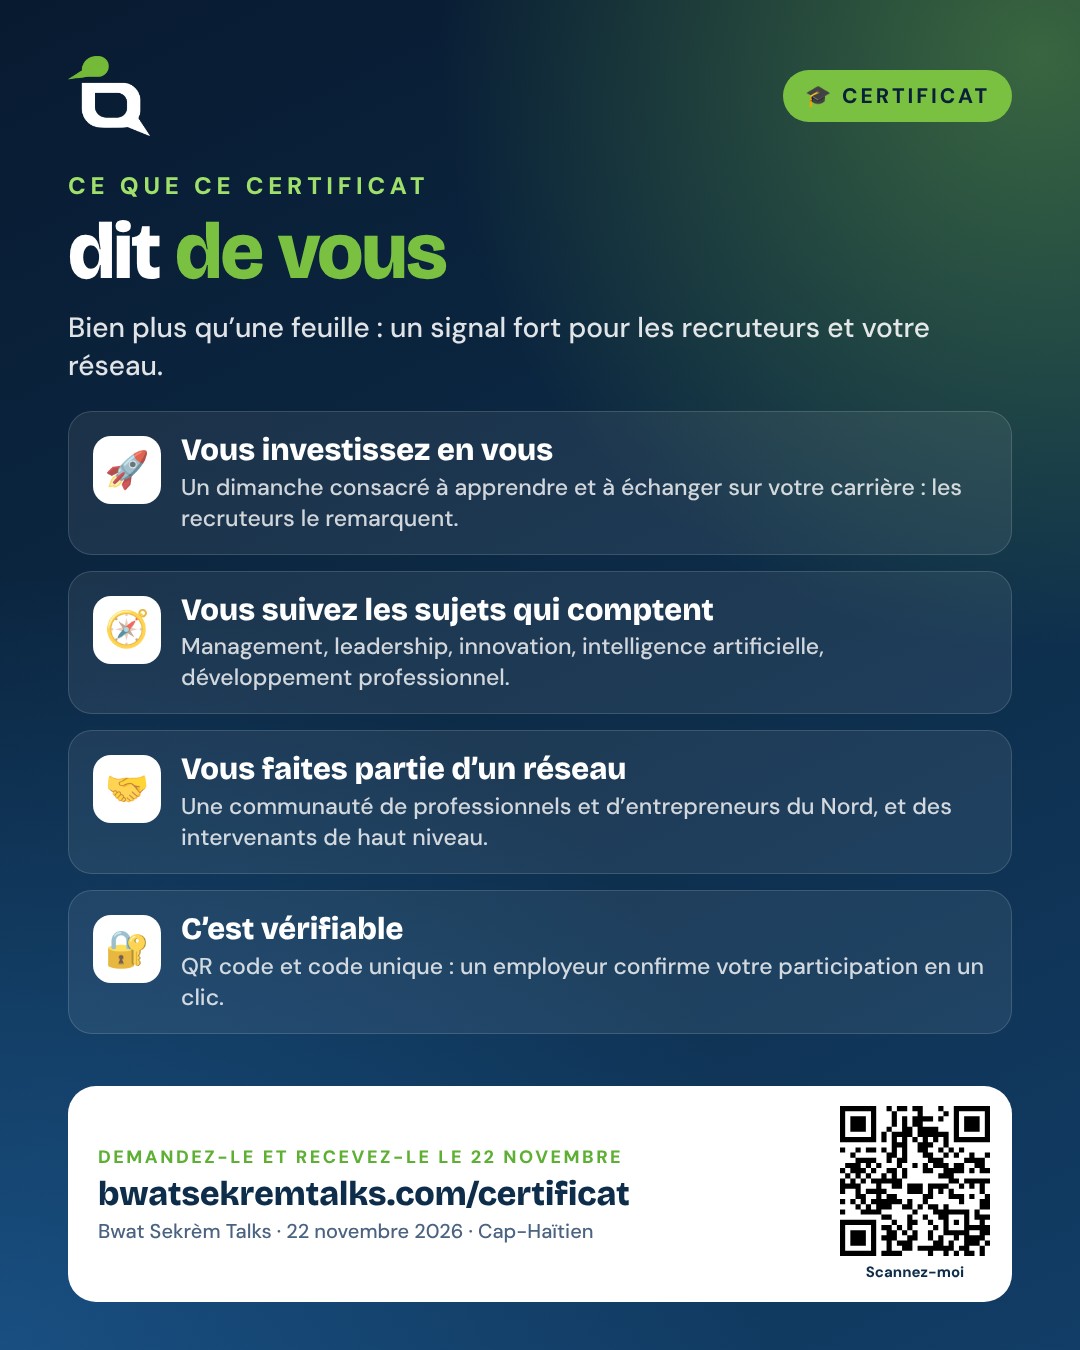 🎓 CERTIFICAT
CE QUE CE CERTIFICAT
dit de vous
Bien plus qu’une feuille : un signal fort pour les recruteurs et votre
réseau.
Vous investissez en vous
Un dimanche consacré à apprendre et à échanger sur votre carrière : les
recruteurs le remarquent.
Vous suivez les sujets qui comptent
Management, leadership, innovation, intelligence artificielle,
développement professionnel.
Vous faites partie d’un réseau
Une communauté de professionnels et d’entrepreneurs du Nord, et des
intervenants de haut niveau.
C’est vérifiable
QR code et code unique : un employeur confirme votre participation en un
clic.
DEMANDEZ-LE ET RECEVEZ-LE LE 22 NOVEMBRE
bwatsekremtalks.com/certificat
Bwat Sekrèm Talks · 22 novembre 2026 · Cap-Haïtien
Scannez-moi